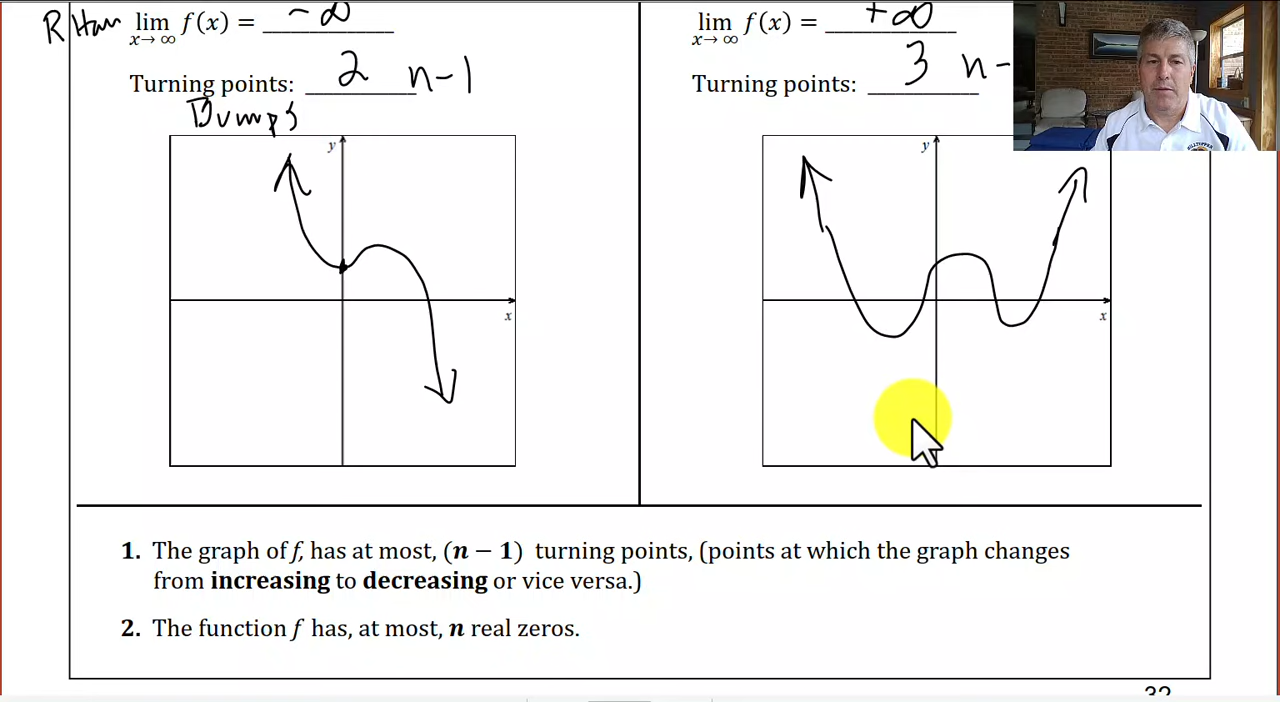 R Ham lim x→∞ f(x) = -∞
Turning points: 2 n-1
Bumps
y
x
lim x→∞ f(x) = +∞
Turning points: 3 n-
y
x
1. The graph of f, has at most, (n − 1) turning points, (points at which the graph changes
from increasing to decreasing or vice versa.)
2. The function f has, at most, n real zeros.